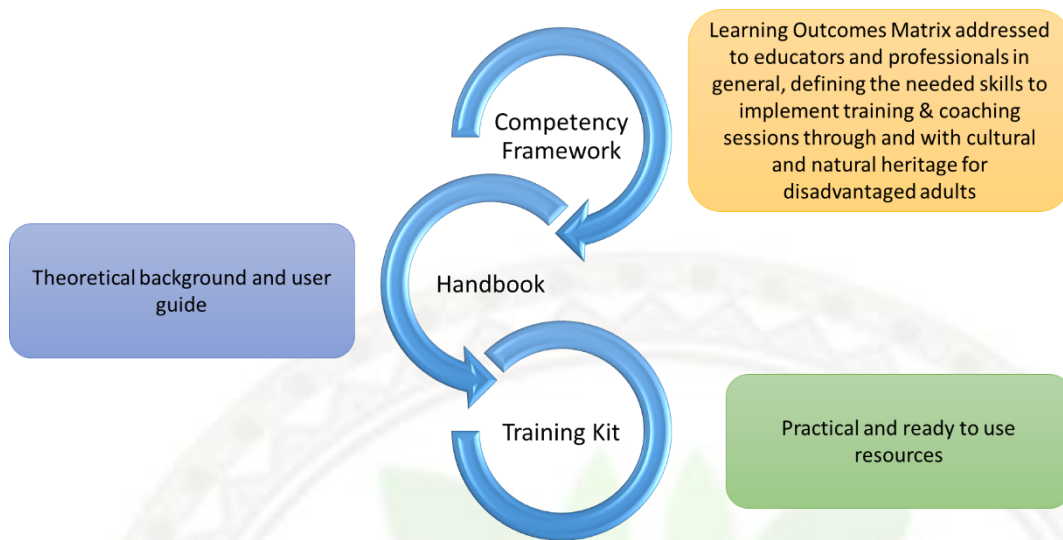 Learning Outcomes Matrix addressed
to educators and professionals in
general, defining the needed skills to
implement training & coaching
sessions through and with cultural
and natural heritage for
disadvantaged adults
Competency
Framework
Theoretical background and user
guide
Handbook
Training Kit
Practical and ready to use
resources